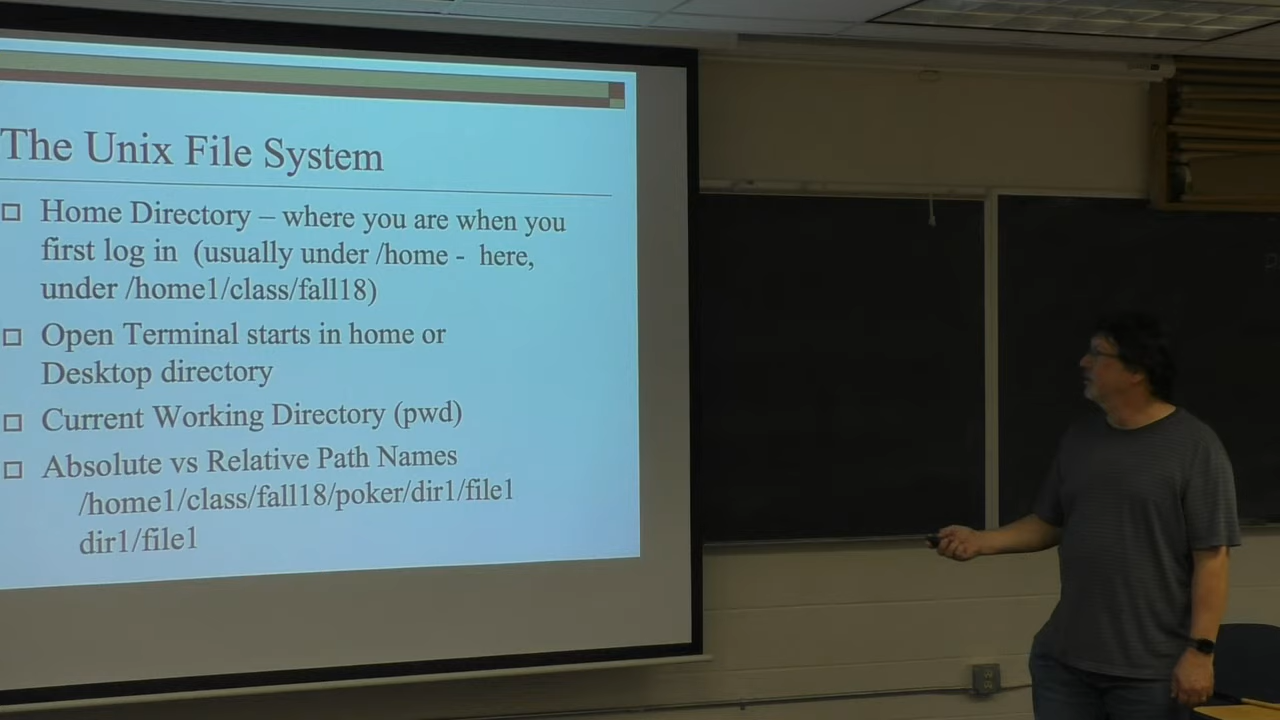 The Unix File System
Home Directory – where you are when you
first log in (usually under /home - here,
under /home1/class/fall18)
Open Terminal starts in home or
Desktop directory
Current Working Directory (pwd)
Absolute vs Relative Path Names
/home1/class/fall18/poker/dir1/file1
dir1/file1